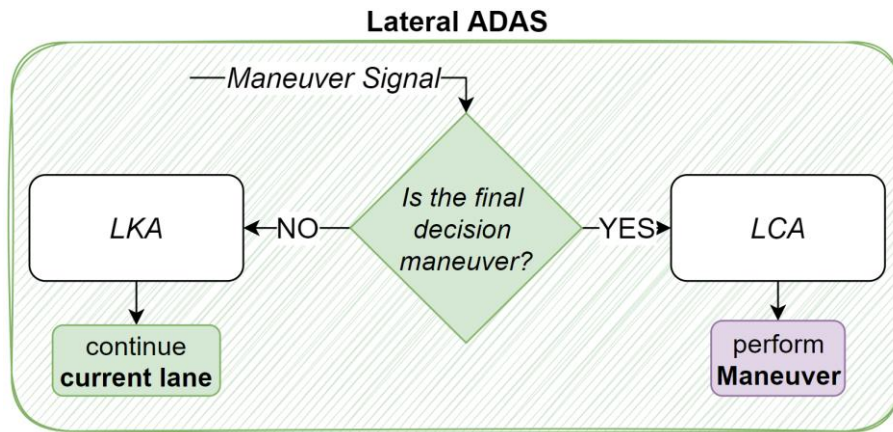 Lateral ADAS
Maneuver Signal
Is the final
decision
maneuver?
NO
YES
LKA
LCA
continue
current lane
perform
Maneuver